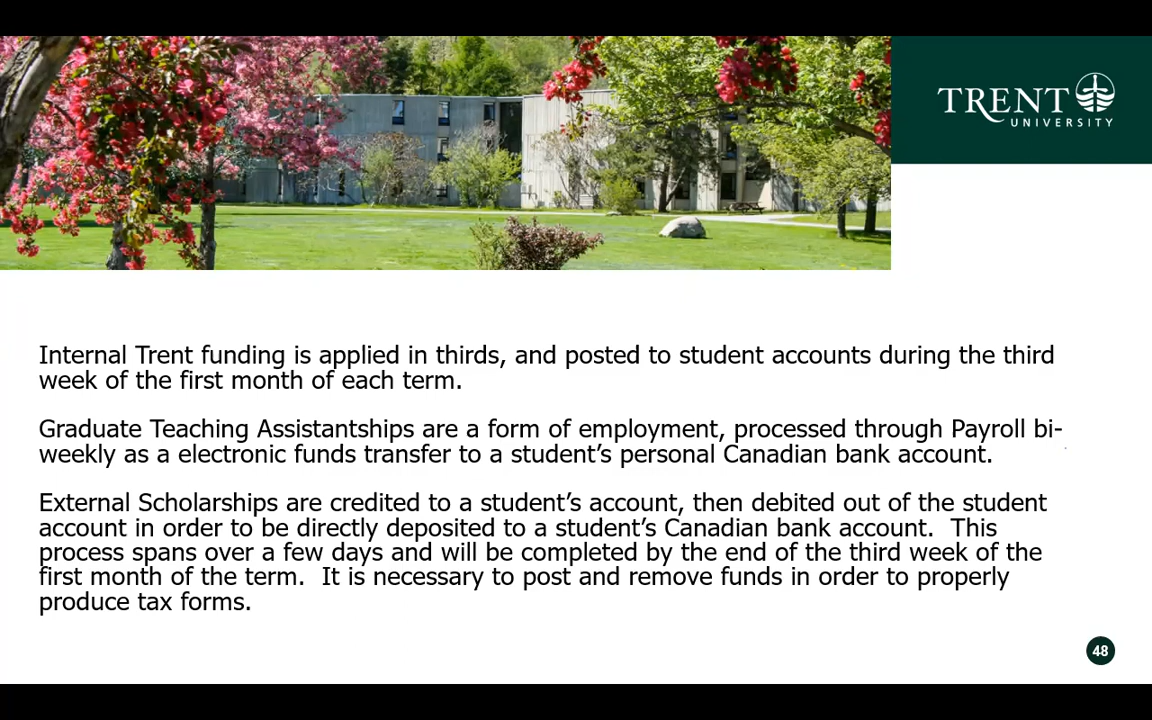 TRENT
UNIVERSITY
Internal Trent funding is applied in thirds, and posted to student accounts during the third
week of the first month of each term.
Graduate Teaching Assistantships are a form of employment, processed through Payroll bi-
weekly as a electronic funds transfer to a student’s personal Canadian bank account.
External Scholarships are credited to a student’s account, then debited out of the student
account in order to be directly deposited to a student’s Canadian bank account.  This
process spans over a few days and will be completed by the end of the third week of the
first month of the term.  It is necessary to post and remove funds in order to properly
produce tax forms.
48